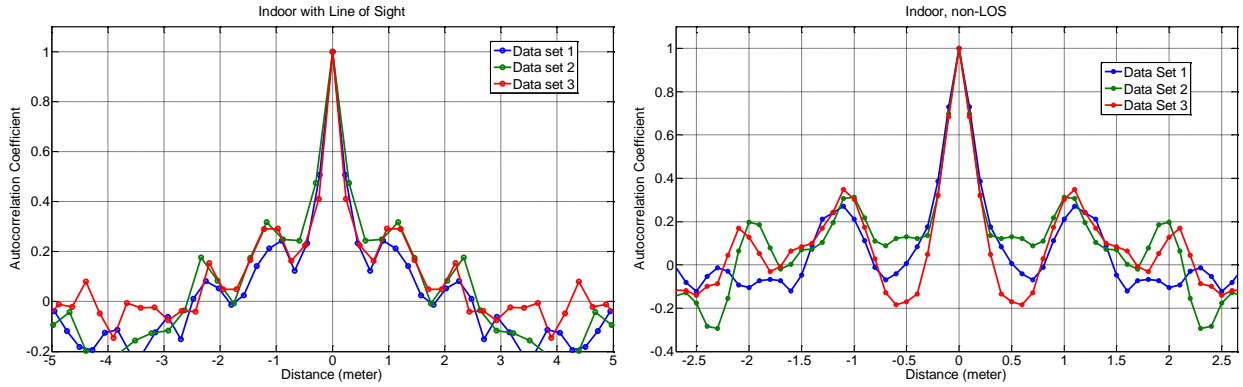 Indoor with Line of Sight
1
0.8
0.6
0.4
0.2
0
-0.2
-5 -4 -3 -2 -1 0 1 2 3 4 5
Autocorrelation Coefficient
Distance (meter)
Data set 1
Data set 2
Data set 3
Indoor, non-LOS
1
0.8
0.6
0.4
0.2
0
-0.2
-0.4
-2.5 -2 -1.5 -1 -0.5 0 0.5 1 1.5 2 2.5
Autocorrelation Coefficient
Distance (meter)
Data Set 1
Data Set 2
Data Set 3